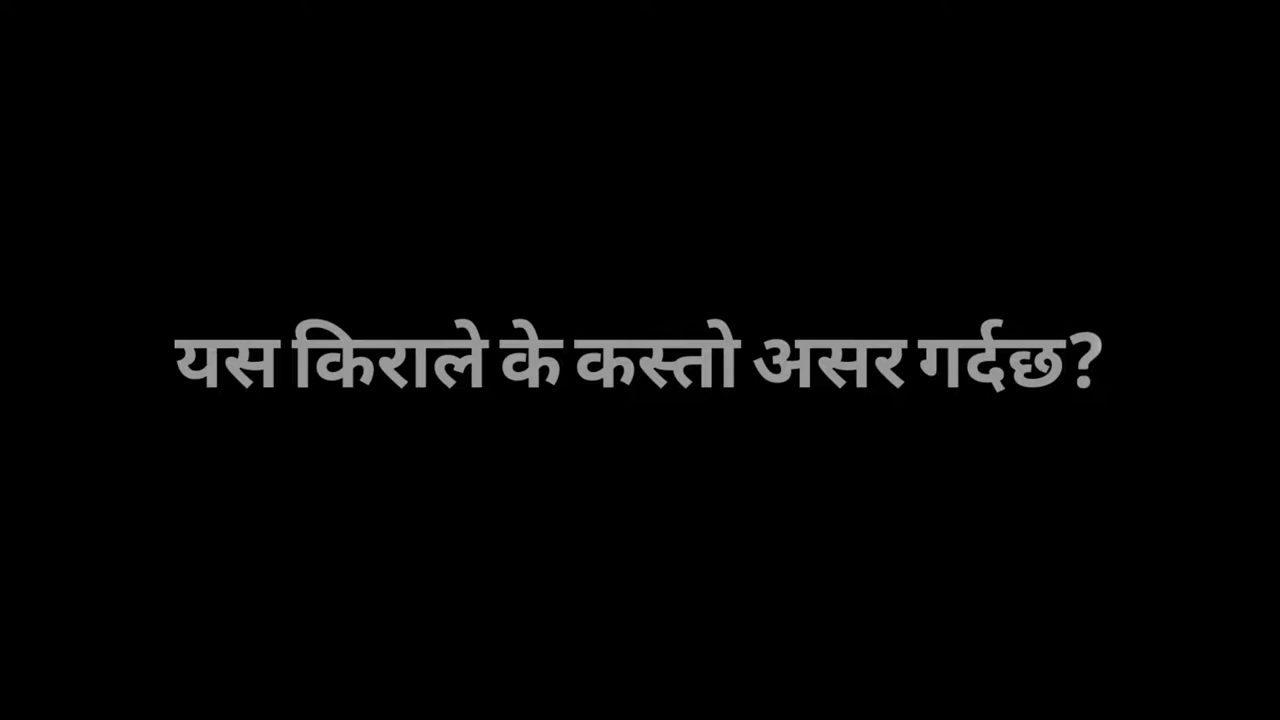 यस किराले के कस्तो असर गर्दछ?